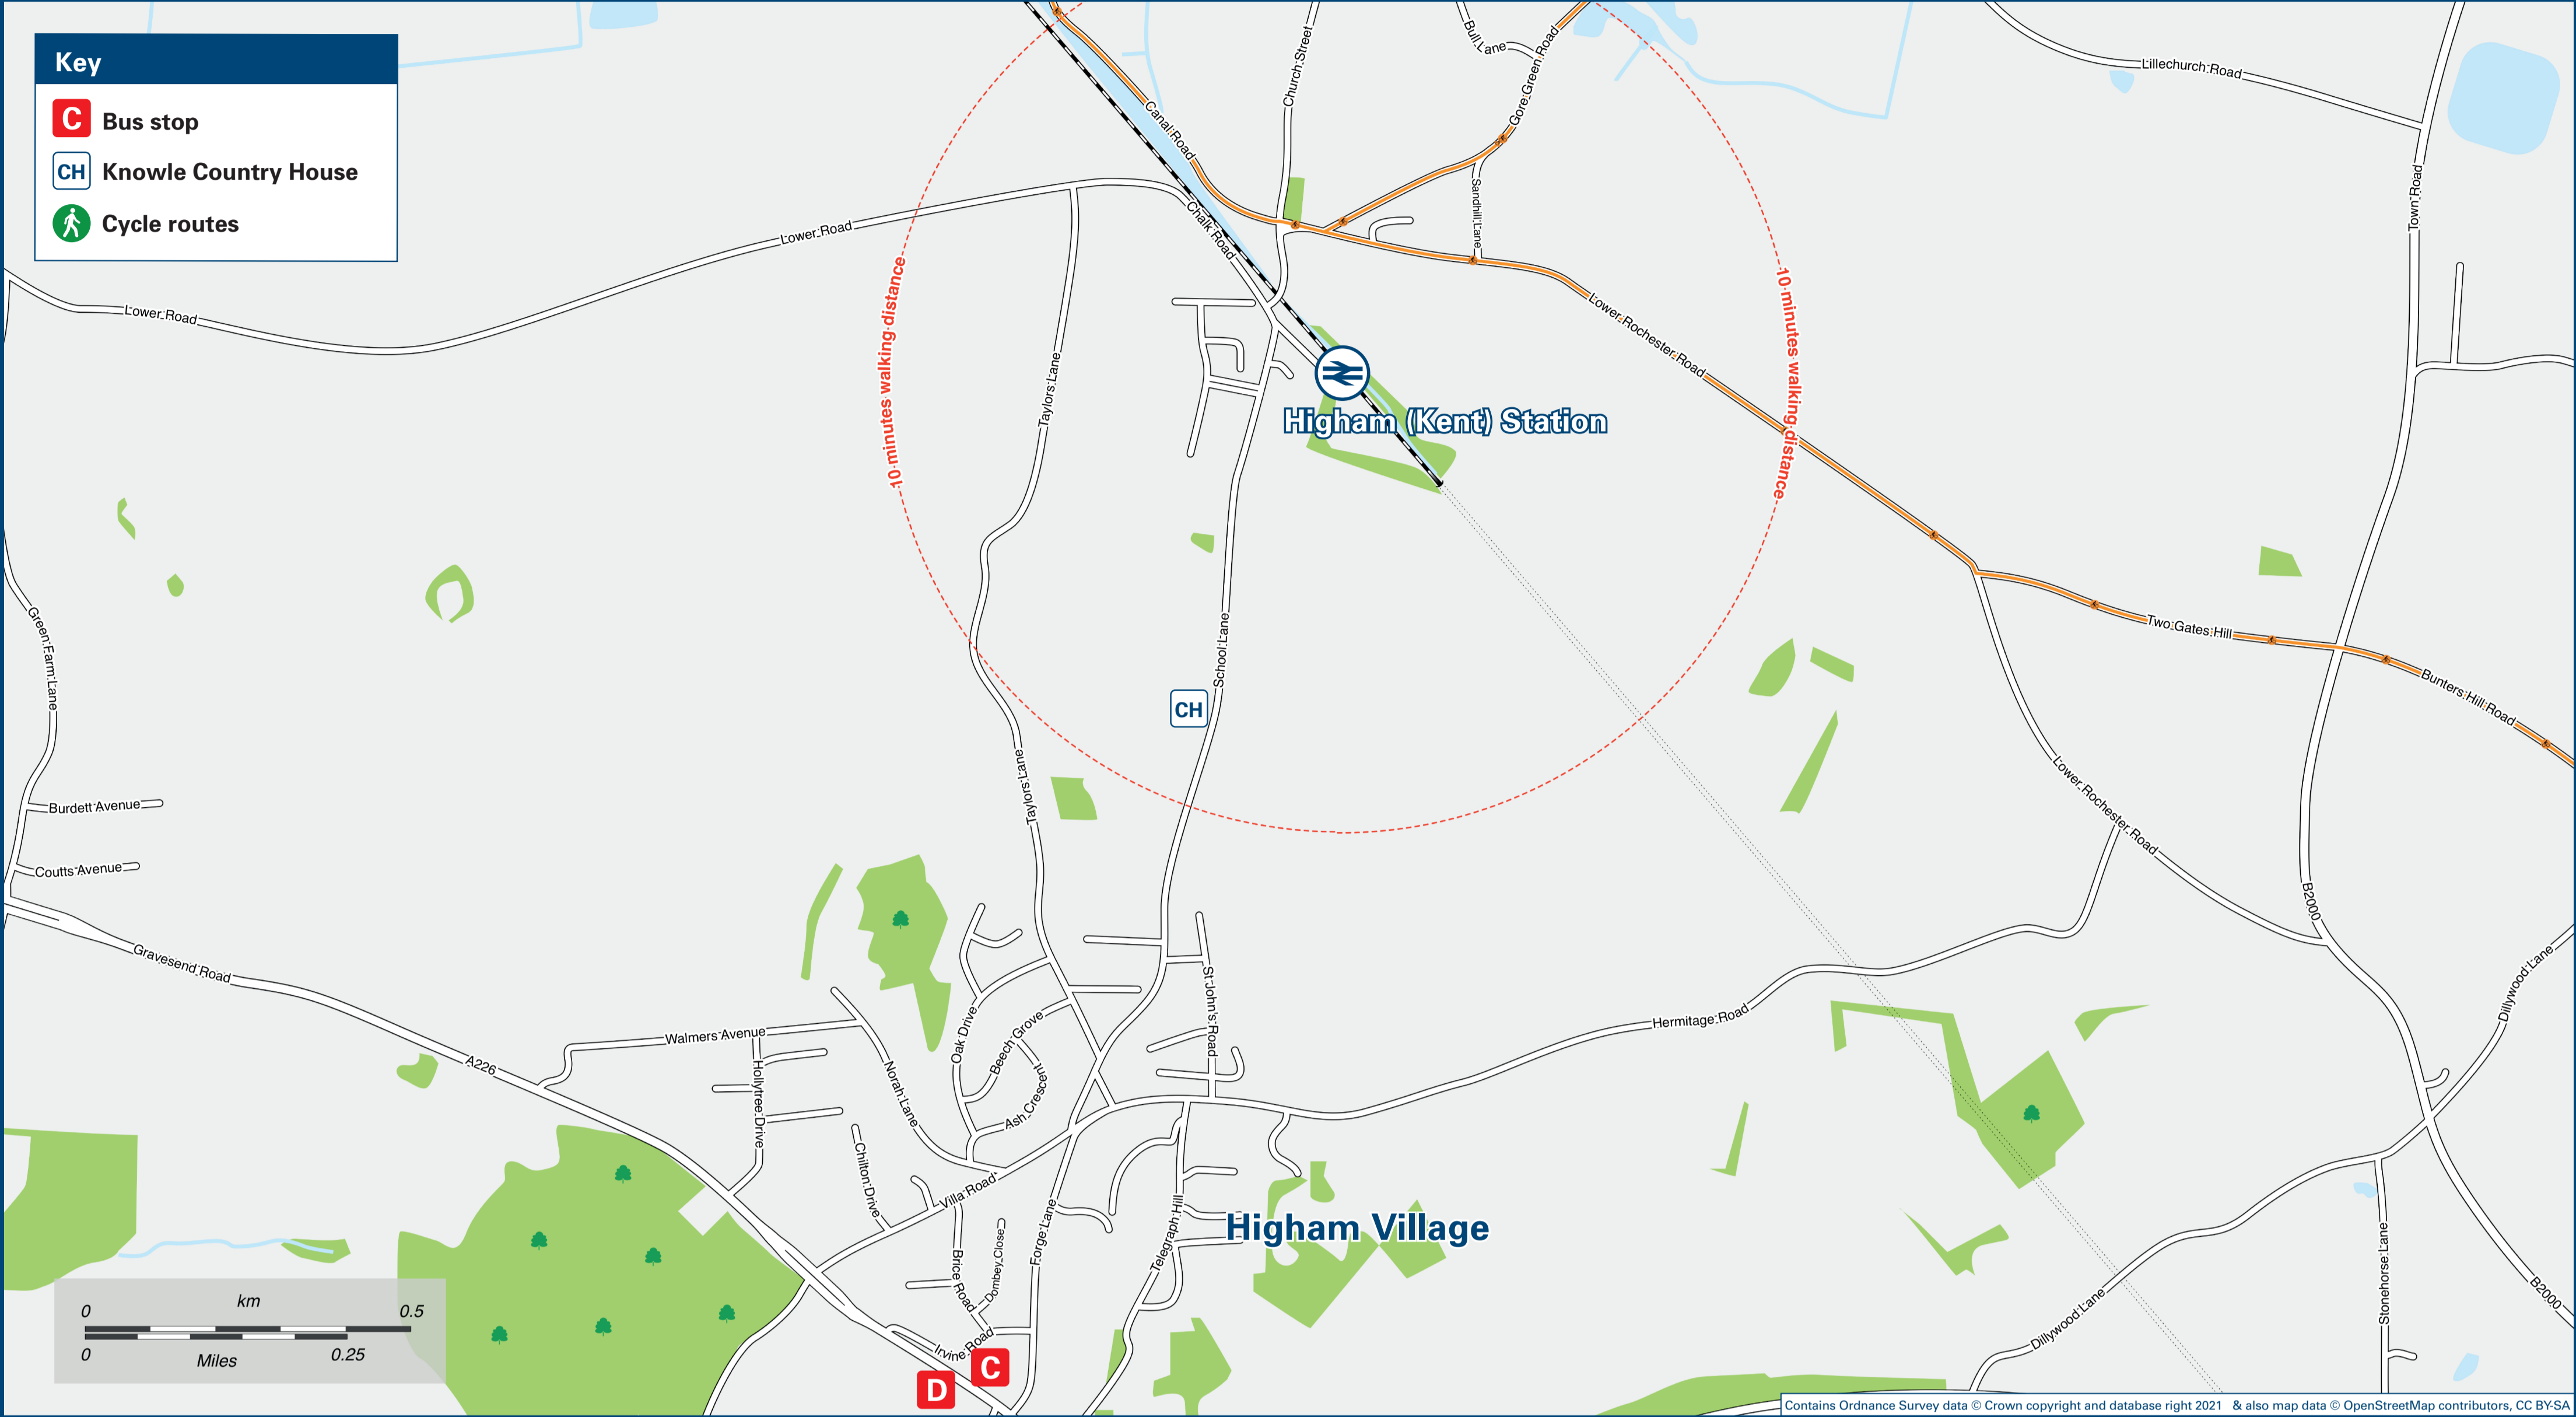 Key
C Bus stop
CH Knowle Country House
Cycle routes
Canal Road
Church Street
Bull Lane
Gore Green Road
Lillechurch Road
Town Road
Sandhill Lane
Chalk Road
Lower Road
Lower Road
10 minutes walking distance
10 minutes walking distance
Lower Rochester Road
Taylors Lane
Higham (Kent) Station
Green Farm Lane
School Lane
CH
Two Gates Hill
Bunters Hill Road
Taylors Lane
Burdett Avenue
Coutts Avenue
Lower Rochester Road
B2000
Gravesend Road
A226
Walmers Avenue
Hollytree Drive
Norah Lane
Oak Drive
Beech Grove
Ash Crescent
St John's Road
Hermitage Road
Dillywood Lane
Chilton Drive
Villa Road
Brice Road
Dombey Close
Forge Lane
Telegraph Hill
Higham Village
Irvine Road
C
D
Dillywood Lane
Stonehorse Lane
B2000
km
0 0.5
0 0.25
Miles
Contains Ordnance Survey data © Crown copyright and database right 2021 & also map data © OpenStreetMap contributors, CC BY-SA